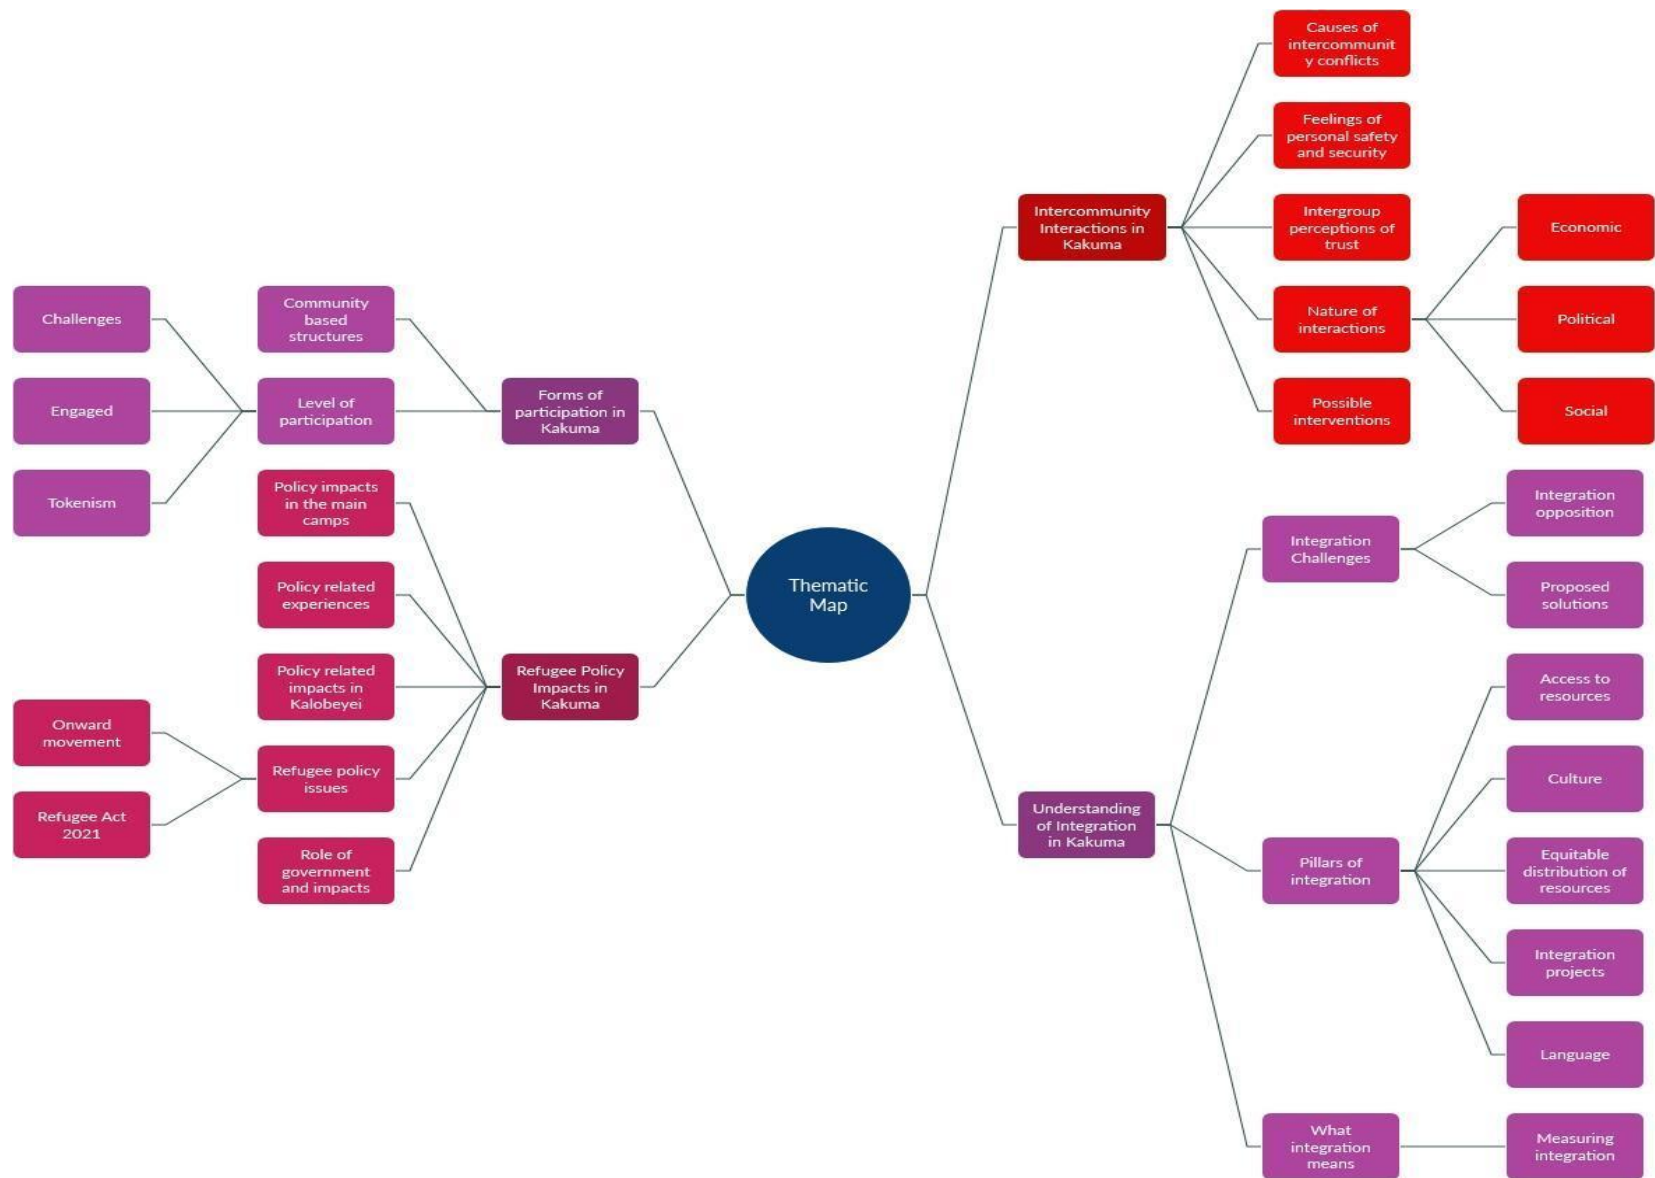 Causes of
intercommunit
y conflicts
Feelings of
personal safety
and security
Intercommunity
Interactions in
Kakuma
Intergroup
perceptions of
trust
Economic
Nature of
interactions
Political
Possible
interventions
Social
Challenges
Community
based
structures
Engaged
Level of
participation
Forms of
participation in
Kakuma
Tokenism
Policy impacts
in the main
camps
Policy related
experiences
Policy related
impacts in
Kalobeyei
Refugee Policy
Impacts in
Kakuma
Onward
movement
Refugee policy
issues
Refugee Act
2021
Role of
government
and impacts
Thematic
Map
Integration
Challenges
Integration
opposition
Proposed
solutions
Understanding
of Integration
in Kakuma
Pillars of
integration
Access to
resources
Culture
Equitable
distribution of
resources
Integration
projects
Language
What
integration
means
Measuring
integration